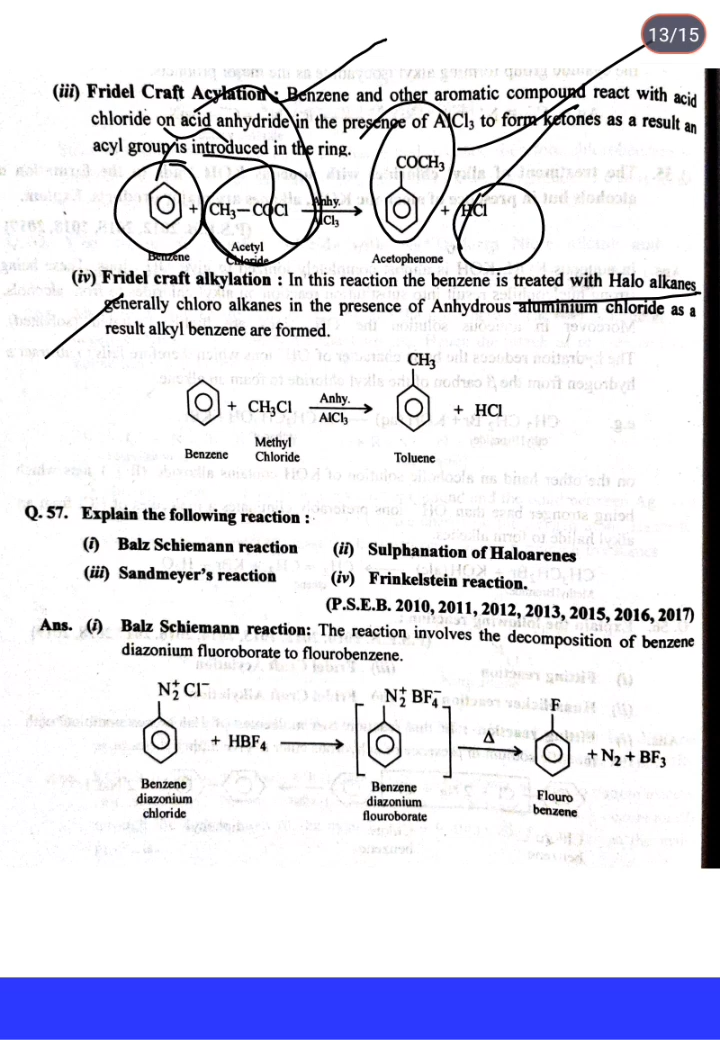 13/15
(iii) Fridel Craft Acylation : Benzene and other aromatic compound react with acid
chloride on acid anhydride in the presence of AlCl₃ to form ketones as a result an
acyl group is introduced in the ring.
COCH₃
+ CH₃–COCl Anhy. AlCl₃ + HCl
Benzene Acetyl Chloride Acetophenone
(iv) Fridel craft alkylation : In this reaction the benzene is treated with Halo alkanes
generally chloro alkanes in the presence of Anhydrous aluminium chloride as a
result alkyl benzene are formed.
CH₃
+ CH₃Cl Anhy. AlCl₃ + HCl
Benzene Methyl Chloride Toluene
Q. 57. Explain the following reaction :
(i) Balz Schiemann reaction (ii) Sulphanation of Haloarenes
(iii) Sandmeyer's reaction (iv) Frinkelstein reaction.
(P.S.E.B. 2010, 2011, 2012, 2013, 2015, 2016, 2017)
Ans. (i) Balz Schiemann reaction: The reaction involves the decomposition of benzene
diazonium fluoroborate to flourobenzene.
N₂⁺ Cl⁻ N₂⁺ BF₄⁻ F
+ HBF₄ Δ + N₂ + BF₃
Benzene diazonium chloride Benzene diazonium flouroborate Flouro benzene